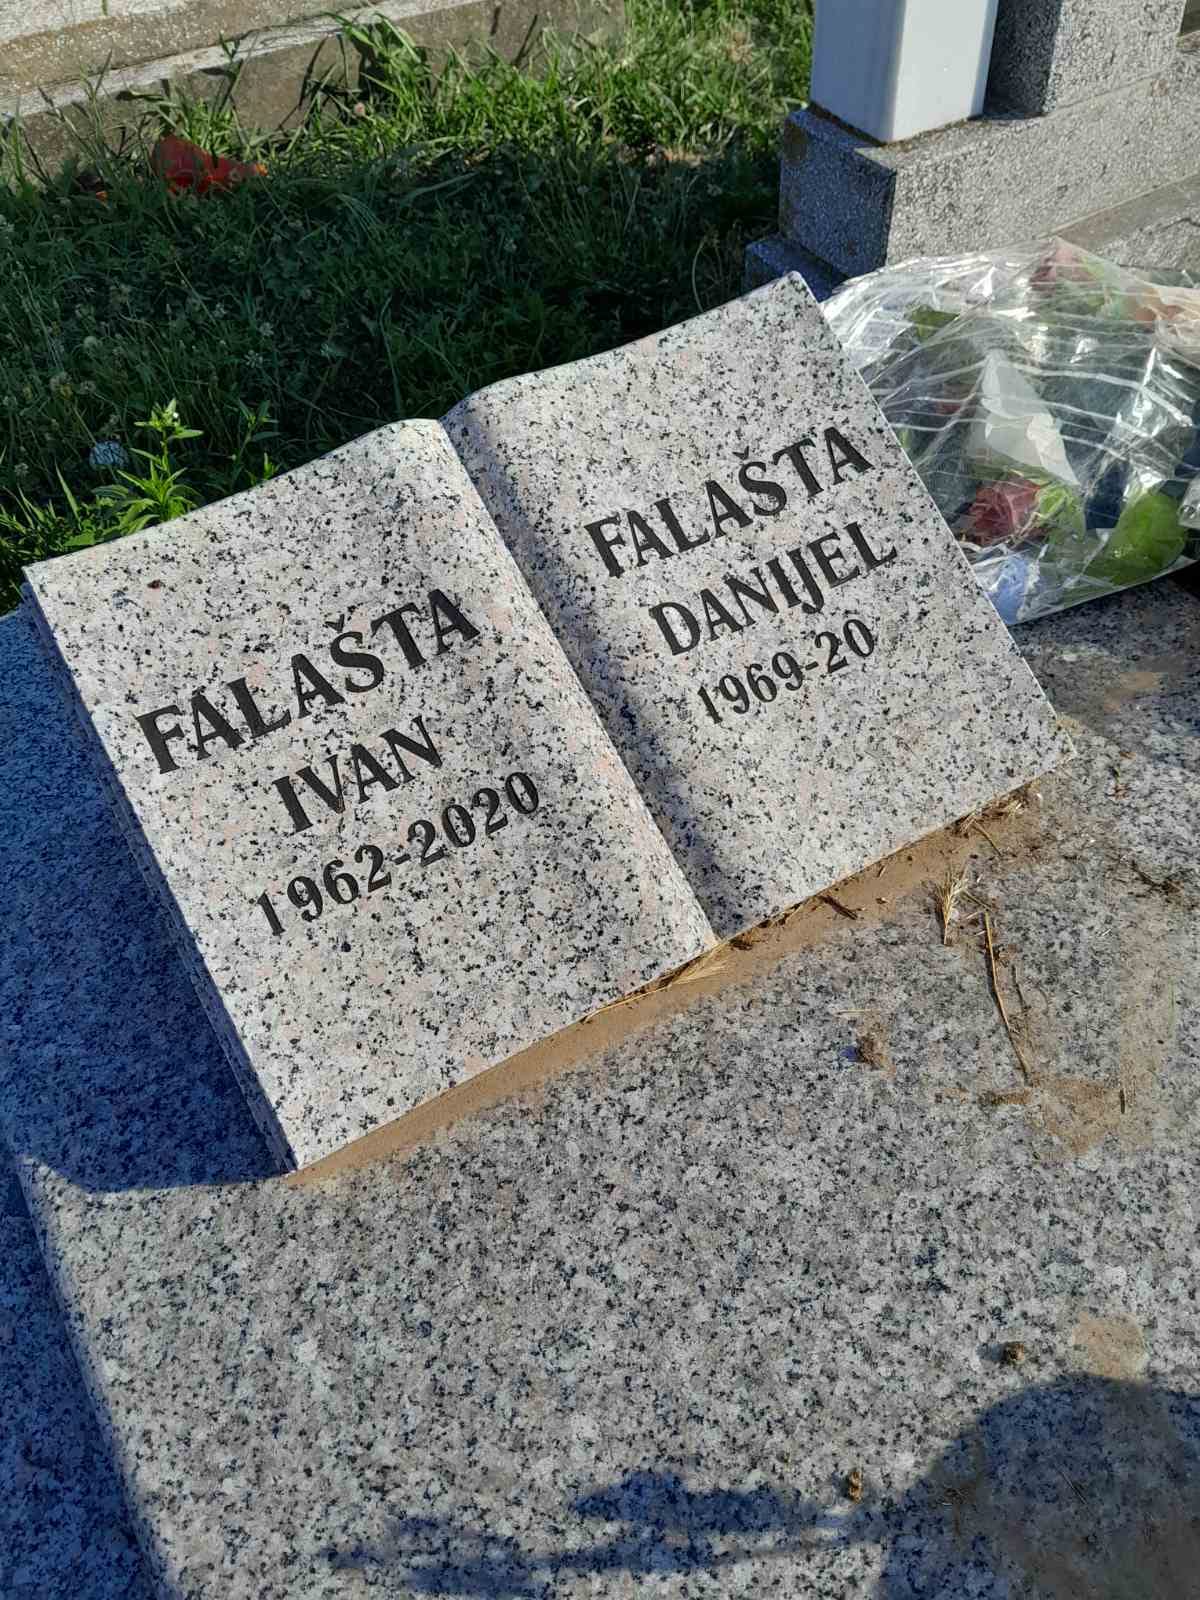 FALAŠTA
IVAN
1962-2020
FALAŠTA
DANIJEL
1969-20